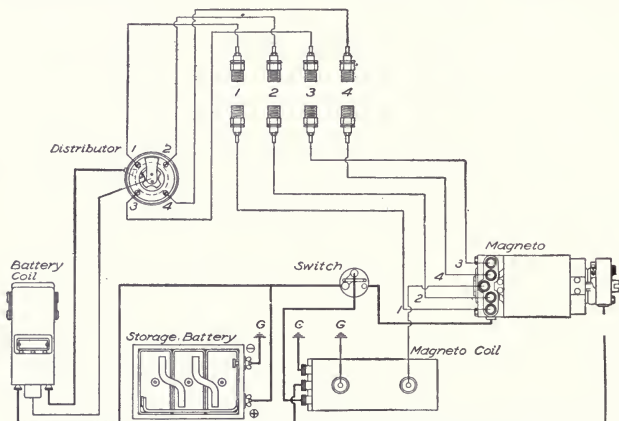 1 2
Distributor
3 4
1 2 3 4
Battery
Coil
Switch
Magneto
3
4
2
1
Storage Battery
G C G
⊖
⊕
Magneto Coil